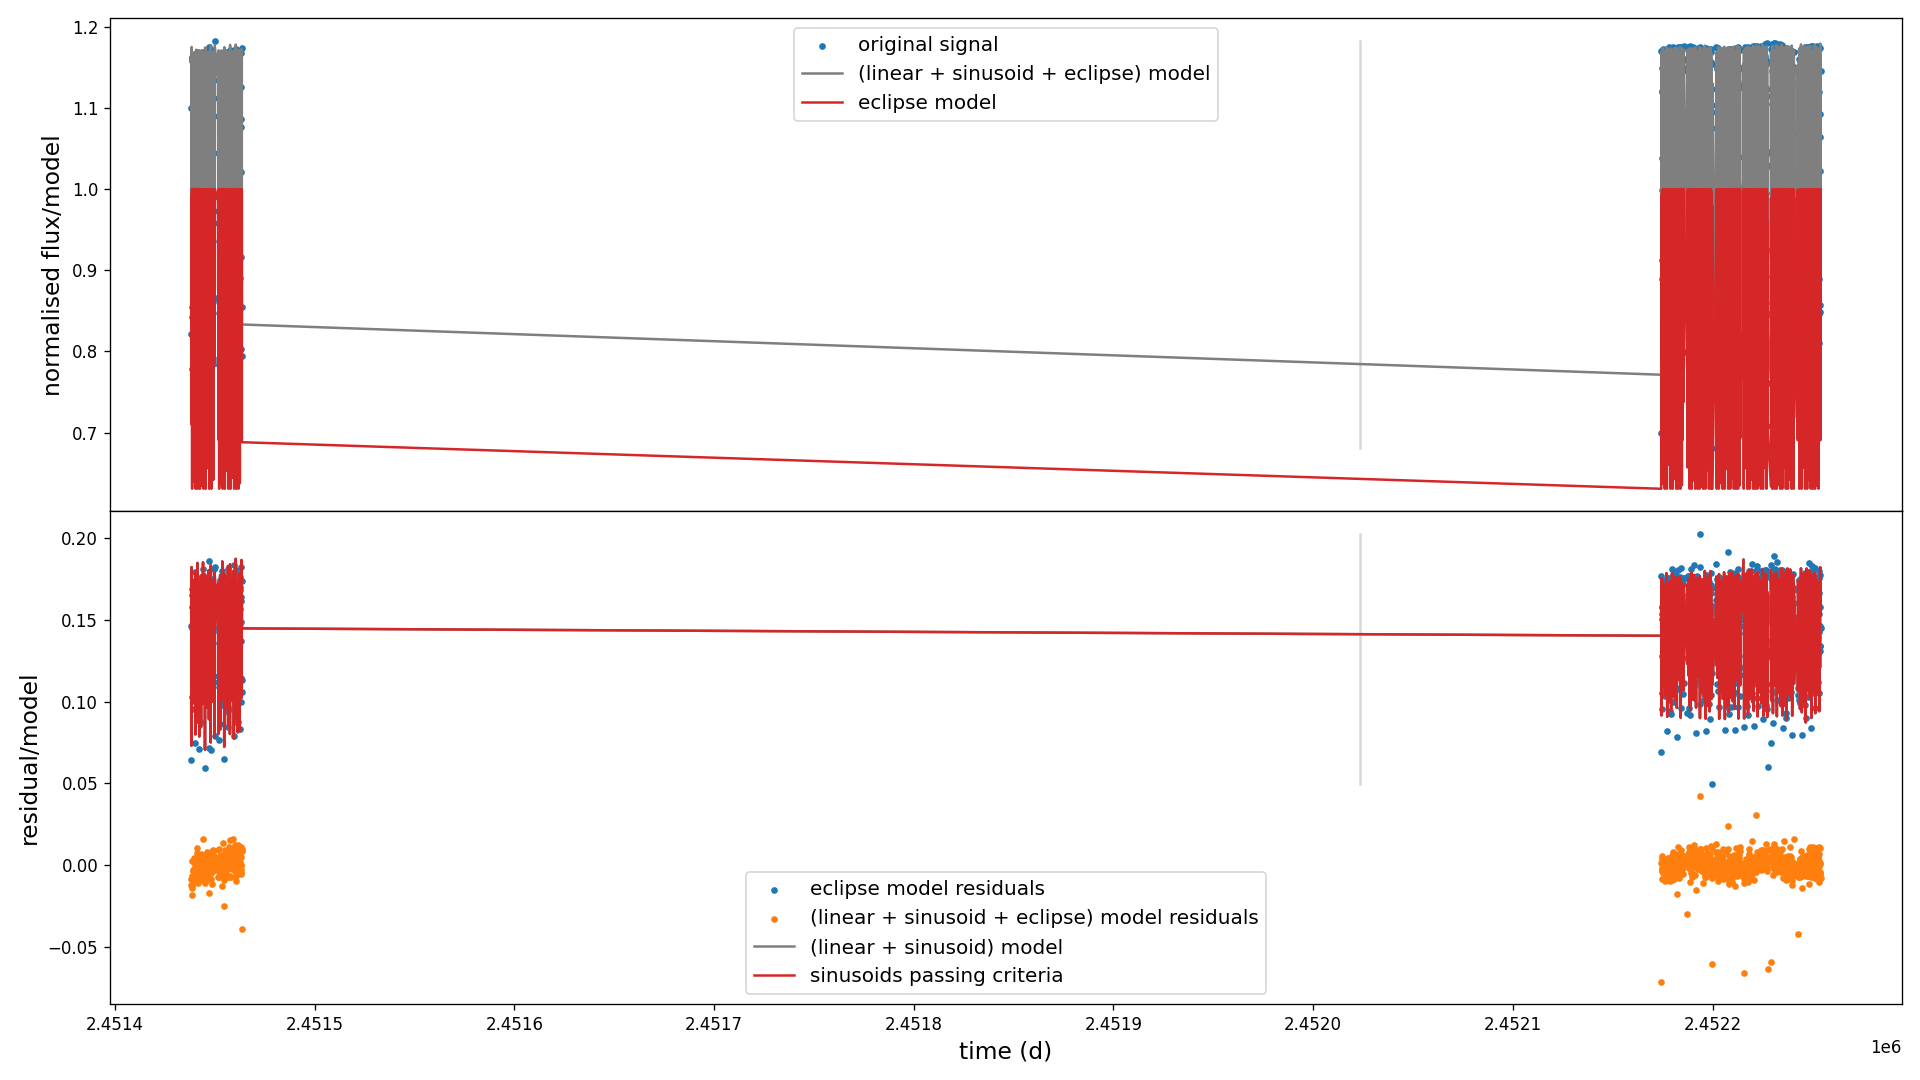 1.2
1.1
1.0
0.9
0.8
0.7
normalised flux/model
original signal
(linear + sinusoid + eclipse) model
eclipse model
0.20
0.15
0.10
0.05
0.00
−0.05
residual/model
eclipse model residuals
(linear + sinusoid + eclipse) model residuals
(linear + sinusoid) model
sinusoids passing criteria
2.4514 2.4515 2.4516 2.4517 2.4518 2.4519 2.4520 2.4521 2.4522
1e6
time (d)